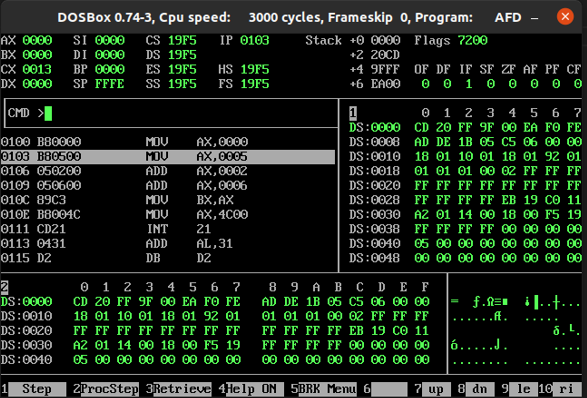 DOSBox 0.74-3, Cpu speed: 3000 cycles, Frameskip 0, Program: AFD
AX 0000 SI 0000 CS 19F5 IP 0103 Stack +0 0000 Flags 7200
BX 0000 DI 0000 DS 19F5 +2 20CD
CX 0013 BP 0000 ES 19F5 HS 19F5 +4 9FFF OF DF IF SF ZF AF PF CF
DX 0000 SP FFFE SS 19F5 FS 19F5 +6 EA00 0 0 1 0 0 0 0 0
CMD >
1 0 1 2 3 4 5 6 7
DS:0000 CD 20 FF 9F 00 EA F0 FE
DS:0008 AD DE 1B 05 C5 06 00 00
DS:0010 18 01 10 01 18 01 92 01
DS:0018 01 01 01 00 02 FF FF FF
DS:0020 FF FF FF FF FF FF FF FF
DS:0028 FF FF FF FF EB 19 C0 11
DS:0030 A2 01 14 00 18 00 F5 19
DS:0038 FF FF FF FF 00 00 00 00
DS:0040 05 00 00 00 00 00 00 00
DS:0048 00 00 00 00 00 00 00 00
0100 B80000 MOV AX,0000
0103 B80500 MOV AX,0005
0106 050200 ADD AX,0002
0109 050600 ADD AX,0006
010C 89C3 MOV BX,AX
010E B8004C MOV AX,4C00
0111 CD21 INT 21
0113 0431 ADD AL,31
0115 D2 DB D2
2 0 1 2 3 4 5 6 7 8 9 A B C D E F
DS:0000 CD 20 FF 9F 00 EA F0 FE AD DE 1B 05 C5 06 00 00
DS:0010 18 01 10 01 18 01 92 01 01 01 01 00 02 FF FF FF
DS:0020 FF FF FF FF FF FF FF FF FF FF FF FF EB 19 C0 11
DS:0030 A2 01 14 00 18 00 F5 19 FF FF FF FF 00 00 00 00
DS:0040 05 00 00 00 00 00 00 00 00 00 00 00 00 00 00 00
= ƒ.Ω≡■ ¡▐..┼...
......Æ. ........
δ.└.
ó.....⌡. ....
........ ........
1 Step 2 ProcStep 3 Retrieve 4 Help ON 5 BRK Menu 6 7 up 8 dn 9 le 10 ri